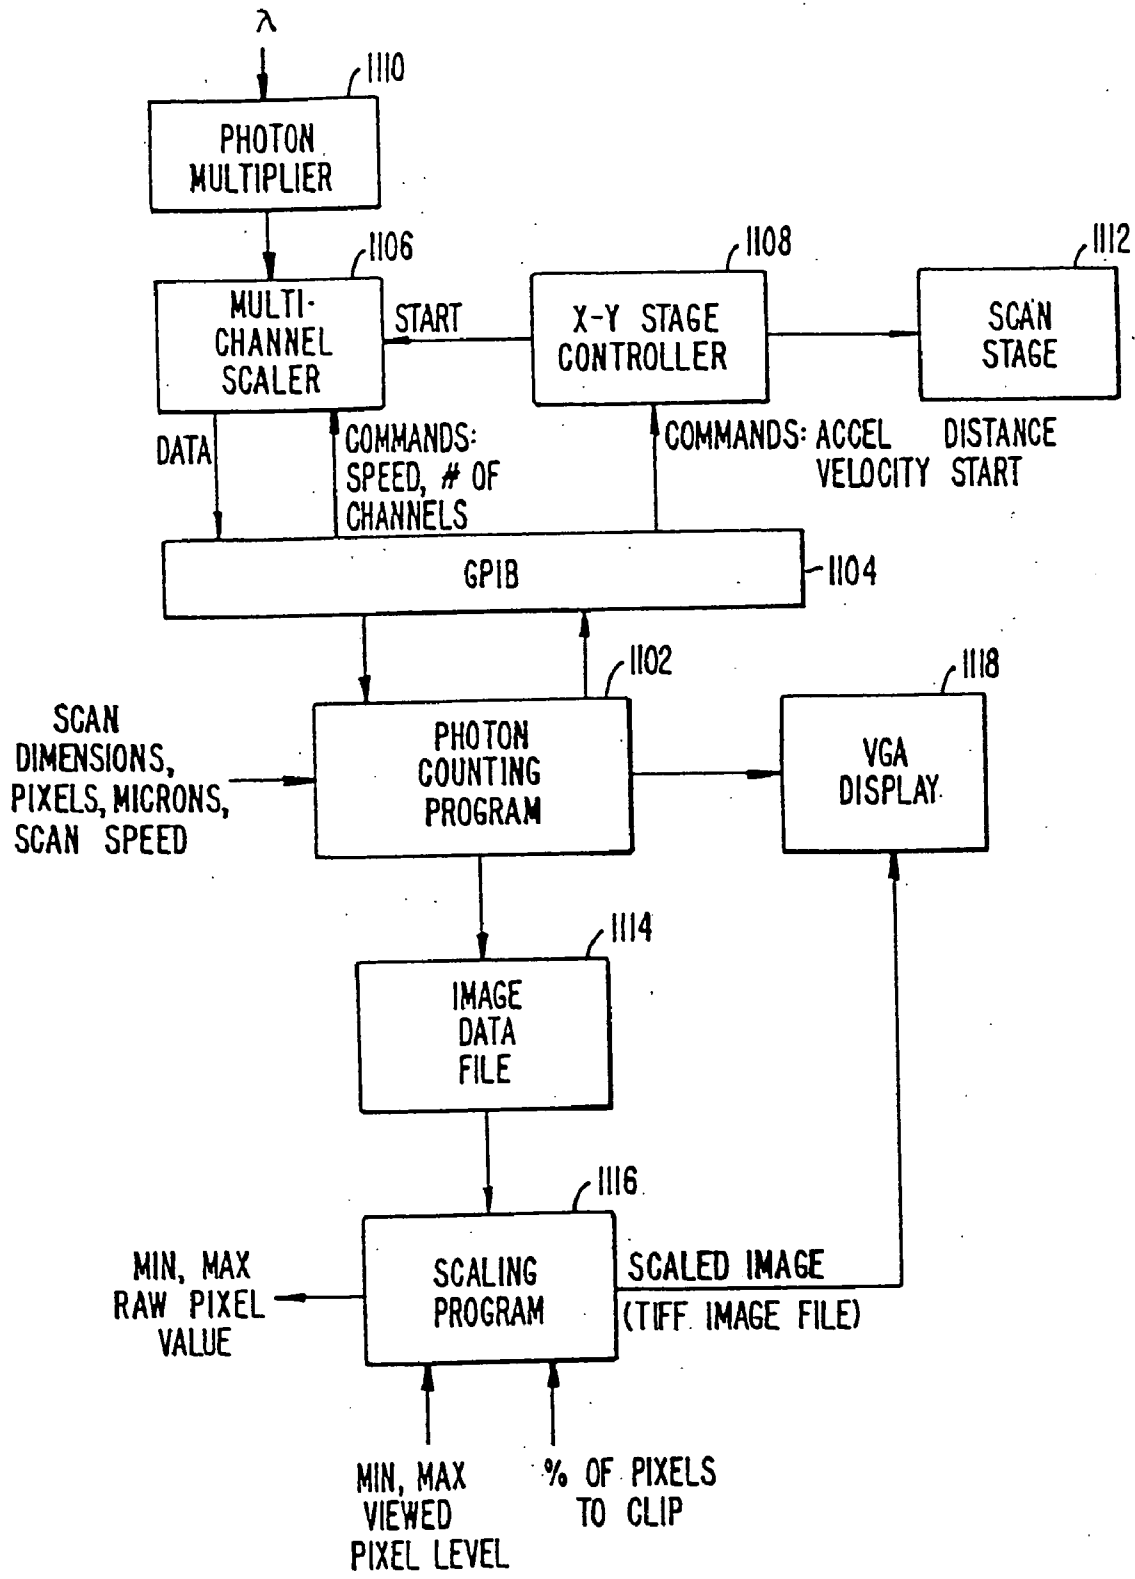 λ
1110
PHOTON
MULTIPLIER
1106
MULTI-
CHANNEL
SCALER
START
1108
X-Y STAGE
CONTROLLER
1112
SCAN
STAGE
DATA
COMMANDS:
SPEED, # OF
CHANNELS
COMMANDS: ACCEL DISTANCE
VELOCITY START
GPIB
1104
1102
PHOTON
COUNTING
PROGRAM
SCAN
DIMENSIONS,
PIXELS, MICRONS,
SCAN SPEED
1118
VGA
DISPLAY
1114
IMAGE
DATA
FILE
1116
SCALING
PROGRAM
MIN, MAX
RAW PIXEL
VALUE
SCALED IMAGE
(TIFF IMAGE FILE)
MIN, MAX
VIEWED
PIXEL LEVEL
% OF PIXELS
TO CLIP